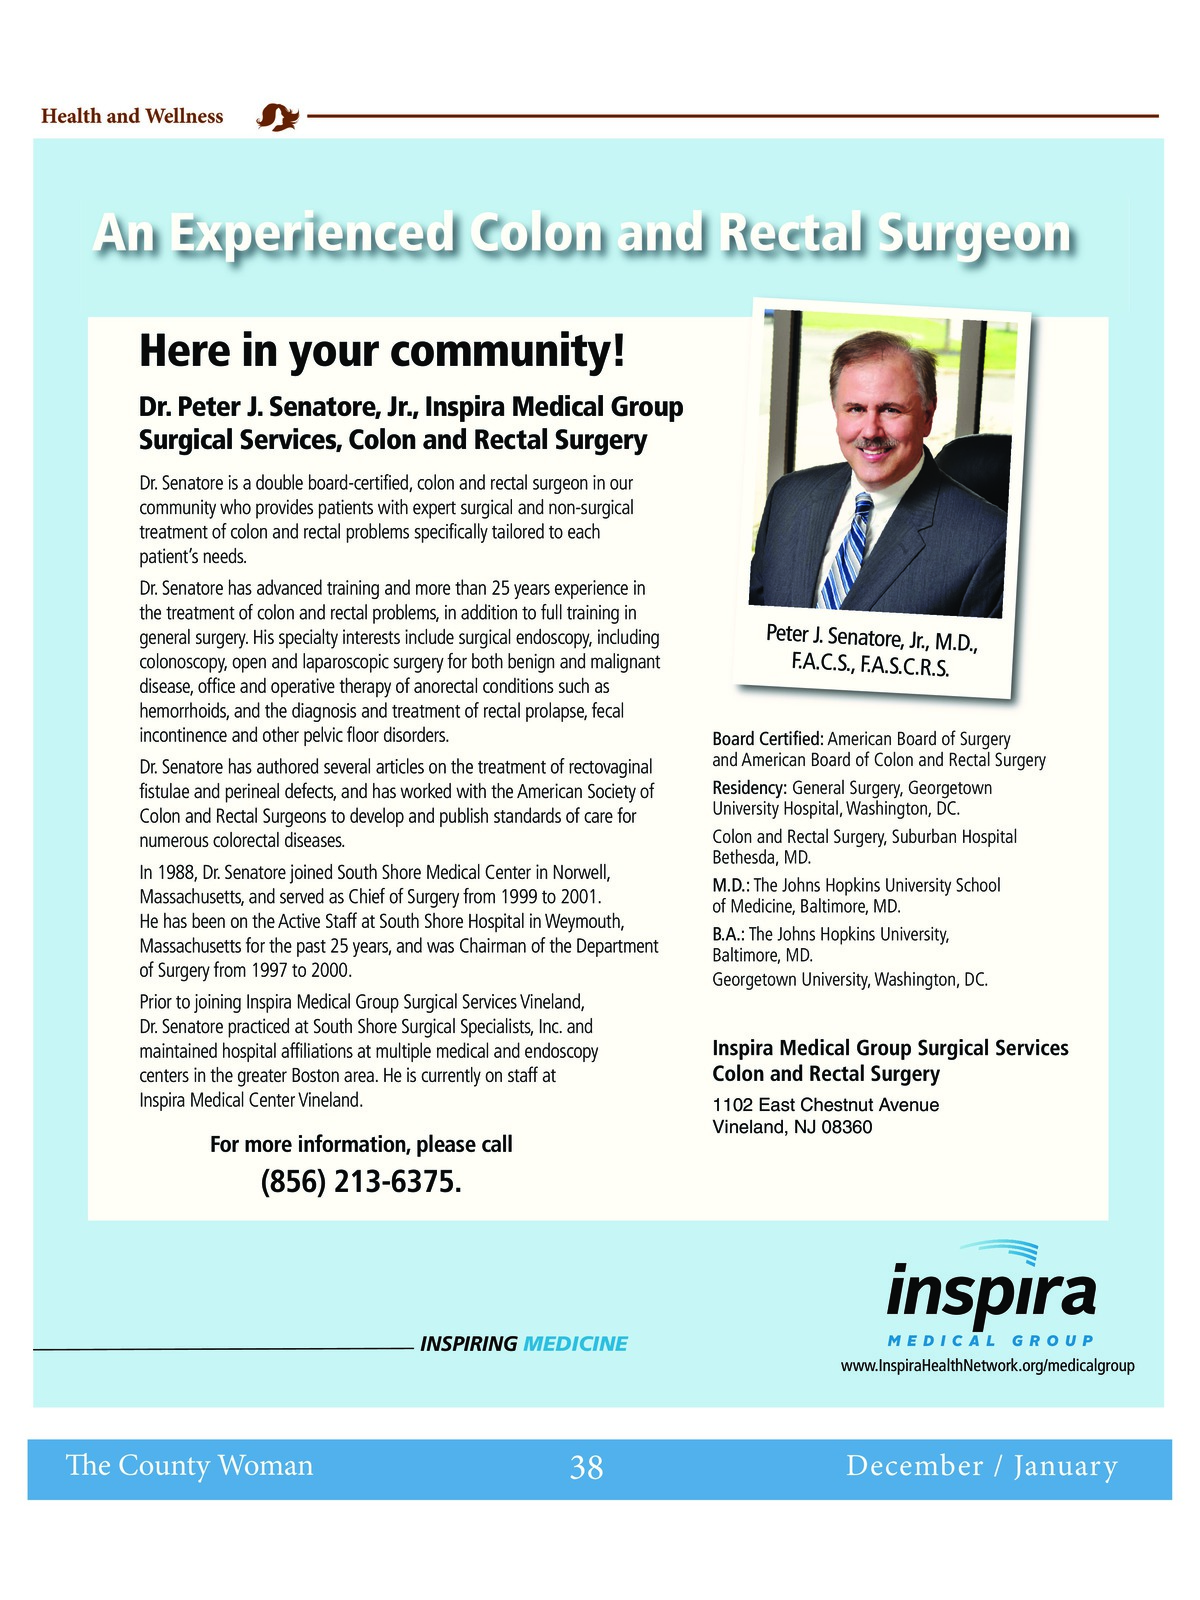 Health and Wellness
An Experienced Colon and Rectal Surgeon
Here in your community!
Dr. Peter J. Senatore, Jr., Inspira Medical Group
Surgical Services, Colon and Rectal Surgery
Dr. Senatore is a double board-certified, colon and rectal surgeon in our
community who provides patients with expert surgical and non-surgical
treatment of colon and rectal problems specifically tailored to each
patient's needs.
Dr. Senatore has advanced training and more than 25 years experience in
the treatment of colon and rectal problems, in addition to full training in
general surgery. His specialty interests include surgical endoscopy, including
colonoscopy, open and laparoscopic surgery for both benign and malignant
disease, office and operative therapy of anorectal conditions such as
hemorrhoids, and the diagnosis and treatment of rectal prolapse, fecal
incontinence and other pelvic floor disorders.
Dr. Senatore has authored several articles on the treatment of rectovaginal
fistulae and perineal defects, and has worked with the American Society of
Colon and Rectal Surgeons to develop and publish standards of care for
numerous colorectal diseases.
In 1988, Dr. Senatore joined South Shore Medical Center in Norwell,
Massachusetts, and served as Chief of Surgery from 1999 to 2001.
He has been on the Active Staff at South Shore Hospital in Weymouth,
Massachusetts for the past 25 years, and was Chairman of the Department
of Surgery from 1997 to 2000.
Prior to joining Inspira Medical Group Surgical Services Vineland,
Dr. Senatore practiced at South Shore Surgical Specialists, Inc. and
maintained hospital affiliations at multiple medical and endoscopy
centers in the greater Boston area. He is currently on staff at
Inspira Medical Center Vineland.
For more information, please call
(856) 213-6375.
Peter J. Senatore, Jr., M.D.,
F.A.C.S., F.A.S.C.R.S.
Board Certified: American Board of Surgery
and American Board of Colon and Rectal Surgery
Residency: General Surgery, Georgetown
University Hospital, Washington, DC.
Colon and Rectal Surgery, Suburban Hospital
Bethesda, MD.
M.D.: The Johns Hopkins University School
of Medicine, Baltimore, MD.
B.A.: The Johns Hopkins University,
Baltimore, MD.
Georgetown University, Washington, DC.
Inspira Medical Group Surgical Services
Colon and Rectal Surgery
1102 East Chestnut Avenue
Vineland, NJ 08360
INSPIRING MEDICINE
inspira
MEDICAL GROUP
www.InspiraHealthNetwork.org/medicalgroup
The County Woman
38
December / January